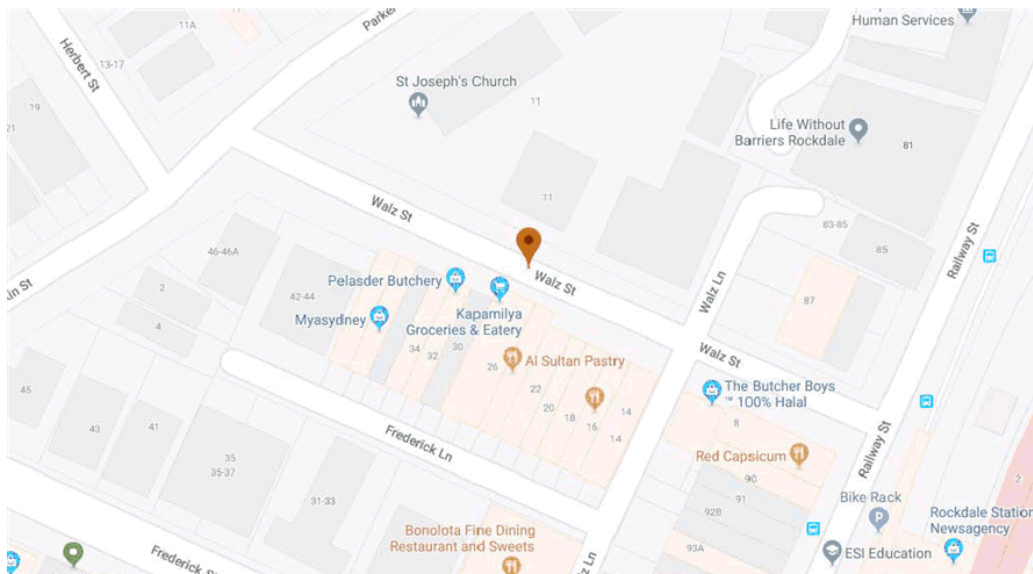 Human Services
11A
Parker
Herbert St
13-17
19
21
St Joseph's Church
11
Life Without
Barriers Rockdale
81
11
Walz St
83-85
85
Railway St
46-46A
2
4
42-44
Pelasder Butchery
Myasydney
Kapamilya
Groceries & Eatery
Walz St
Walz Ln
87
34
32
30
26
Al Sultan Pastry
22
20
18
16
14
14
Walz St
The Butcher Boys
™ 100% Halal
8
Red Capsicum
90
91
92B
93A
Railway St
45
43
41
35
35-37
31-33
Frederick Ln
Bike Rack
2
Rockdale Station
Newsagency
ESI Education
Bonolota Fine Dining
Restaurant and Sweets
Frederick S
z Ln
in St
P